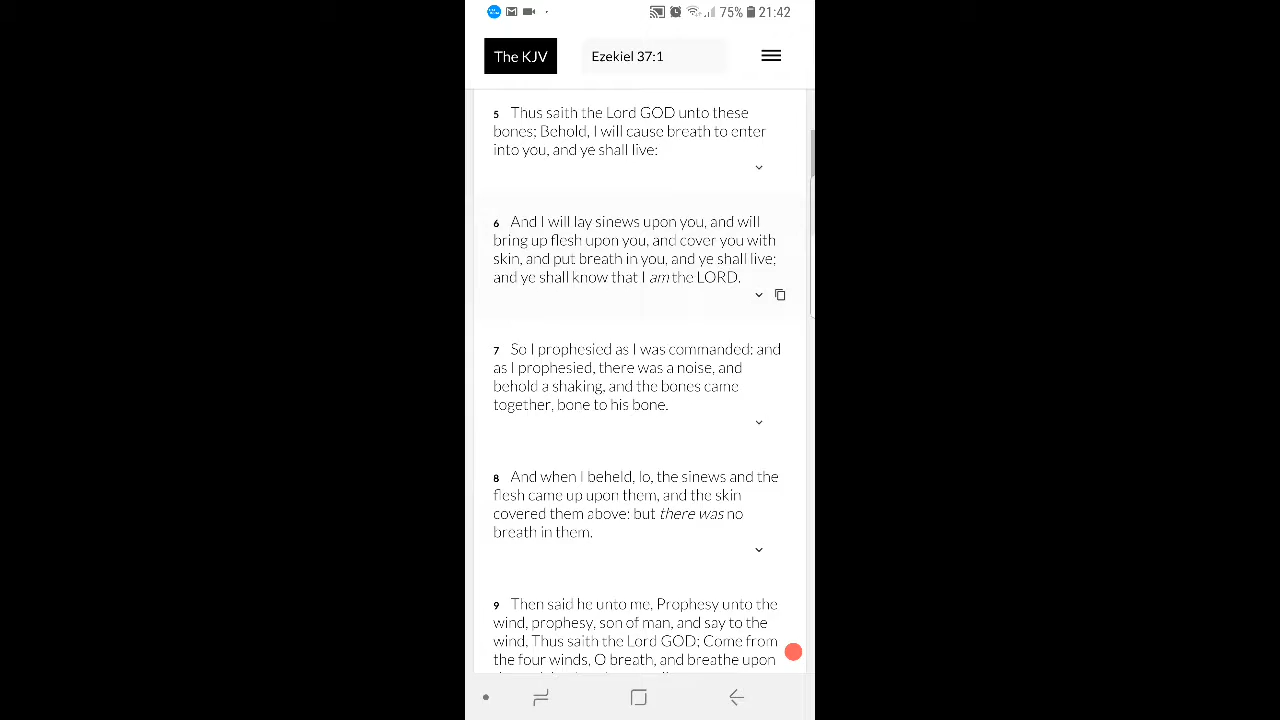 75% 21:42
The KJV Ezekiel 37:1
5 Thus saith the Lord GOD unto these
bones; Behold, I will cause breath to enter
into you, and ye shall live:
6 And I will lay sinews upon you, and will
bring up flesh upon you, and cover you with
skin, and put breath in you, and ye shall live;
and ye shall know that I am the LORD.
7 So I prophesied as I was commanded: and
as I prophesied, there was a noise, and
behold a shaking, and the bones came
together, bone to his bone.
8 And when I beheld, lo, the sinews and the
flesh came up upon them, and the skin
covered them above: but there was no
breath in them.
9 Then said he unto me, Prophesy unto the
wind, prophesy, son of man, and say to the
wind, Thus saith the Lord GOD; Come from
the four winds, O breath, and breathe upon